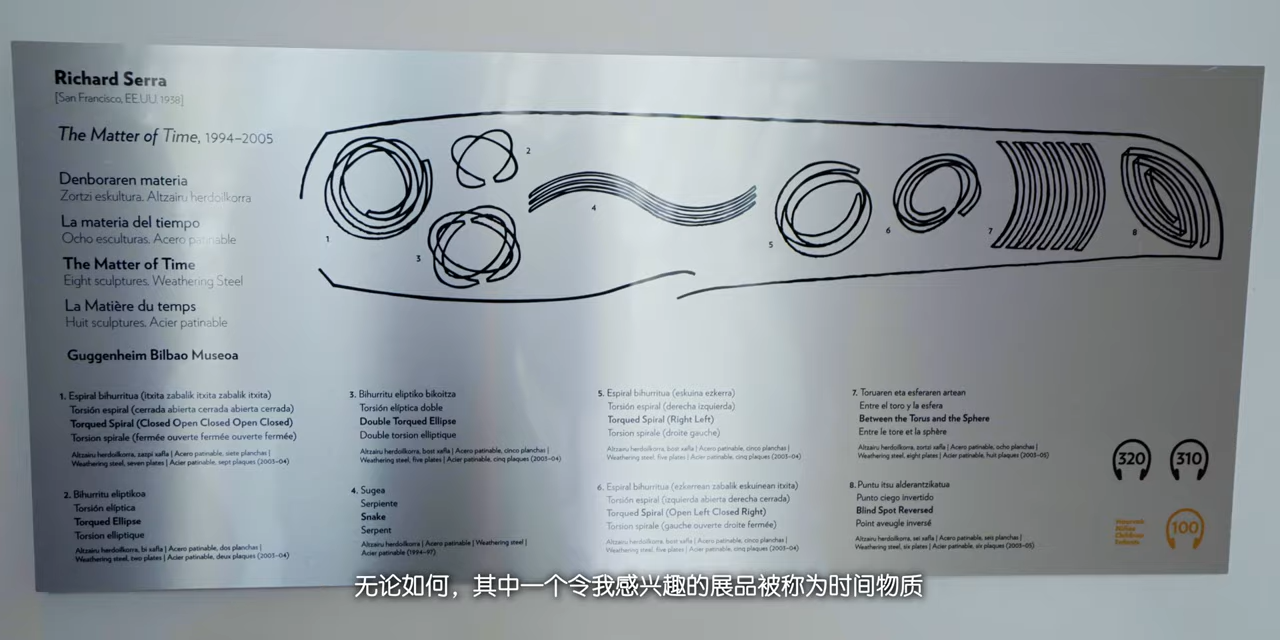 Richard Serra
[San Francisco, EE.UU. 1938]
The Matter of Time, 1994–2005
Denboraren materia
Zortzi eskultura. Altzairu herdoilkorra
La materia del tiempo
Ocho esculturas. Acero patinable
The Matter of Time
Eight sculptures. Weathering Steel
La Matière du temps
Huit sculptures. Acier patinable
Guggenheim Bilbao Museoa
1
2
3
4
5
6
7
8
1. Espiral bihurritua (itxita zabalik itxita zabalik itxita)
Torsión espiral (cerrada abierta cerrada abierta cerrada)
Torqued Spiral (Closed Open Closed Open Closed)
Torsion spirale (fermée ouverte fermée ouverte fermée)
Altzairu herdoilkorra, zazpi xafla | Acero patinable, siete planchas |
Weathering steel, seven plates | Acier patinable, sept plaques (2003–04)
2. Bihurritu eliptikoa
Torsión elíptica
Torqued Ellipse
Torsion elliptique
Altzairu herdoilkorra, bi xafla | Acero patinable, dos planchas |
Weathering steel, two plates | Acier patinable, deux plaques (2003–04)
3. Bihurritu eliptiko bikoitza
Torsión elíptica doble
Double Torqued Ellipse
Double torsion elliptique
Altzairu herdoilkorra, bost xafla | Acero patinable, cinco planchas |
Weathering steel, five plates | Acier patinable, cinq plaques (2003–04)
4. Sugea
Serpiente
Snake
Serpent
Altzairu herdoilkorra | Acero patinable | Weathering steel |
Acier patinable (1994–97)
5. Espiral bihurritua (eskuina ezkerra)
Torsión espiral (derecha izquierda)
Torqued Spiral (Right Left)
Torsion spirale (droite gauche)
Altzairu herdoilkorra, bost xafla | Acero patinable, cinco planchas |
Weathering steel, five plates | Acier patinable, cinq plaques (2003–04)
6. Espiral bihurritua (ezkerrean zabalik eskuinean itxita)
Torsión espiral (izquierda abierta derecha cerrada)
Torqued Spiral (Open Left Closed Right)
Torsion spirale (gauche ouverte droite fermée)
Altzairu herdoilkorra, bost xafla | Acero patinable, cinco planchas |
Weathering steel, five plates | Acier patinable, cinq plaques (2003–04)
7. Toruaren eta esferaren artean
Entre el toro y la esfera
Between the Torus and the Sphere
Entre le tore et la sphère
Altzairu herdoilkorra, zortzi xafla | Acero patinable, ocho planchas |
Weathering steel, eight plates | Acier patinable, huit plaques (2003–05)
8. Puntu itsu alderantzikatua
Punto ciego invertido
Blind Spot Reversed
Point aveugle inversé
Altzairu herdoilkorra, sei xafla | Acero patinable, seis planchas |
Weathering steel, six plates | Acier patinable, six plaques (2003–05)
320
310
Haurrak
Niños
Children
Enfants
100
无论如何，其中一个令我感兴趣的展品被称为时间物质